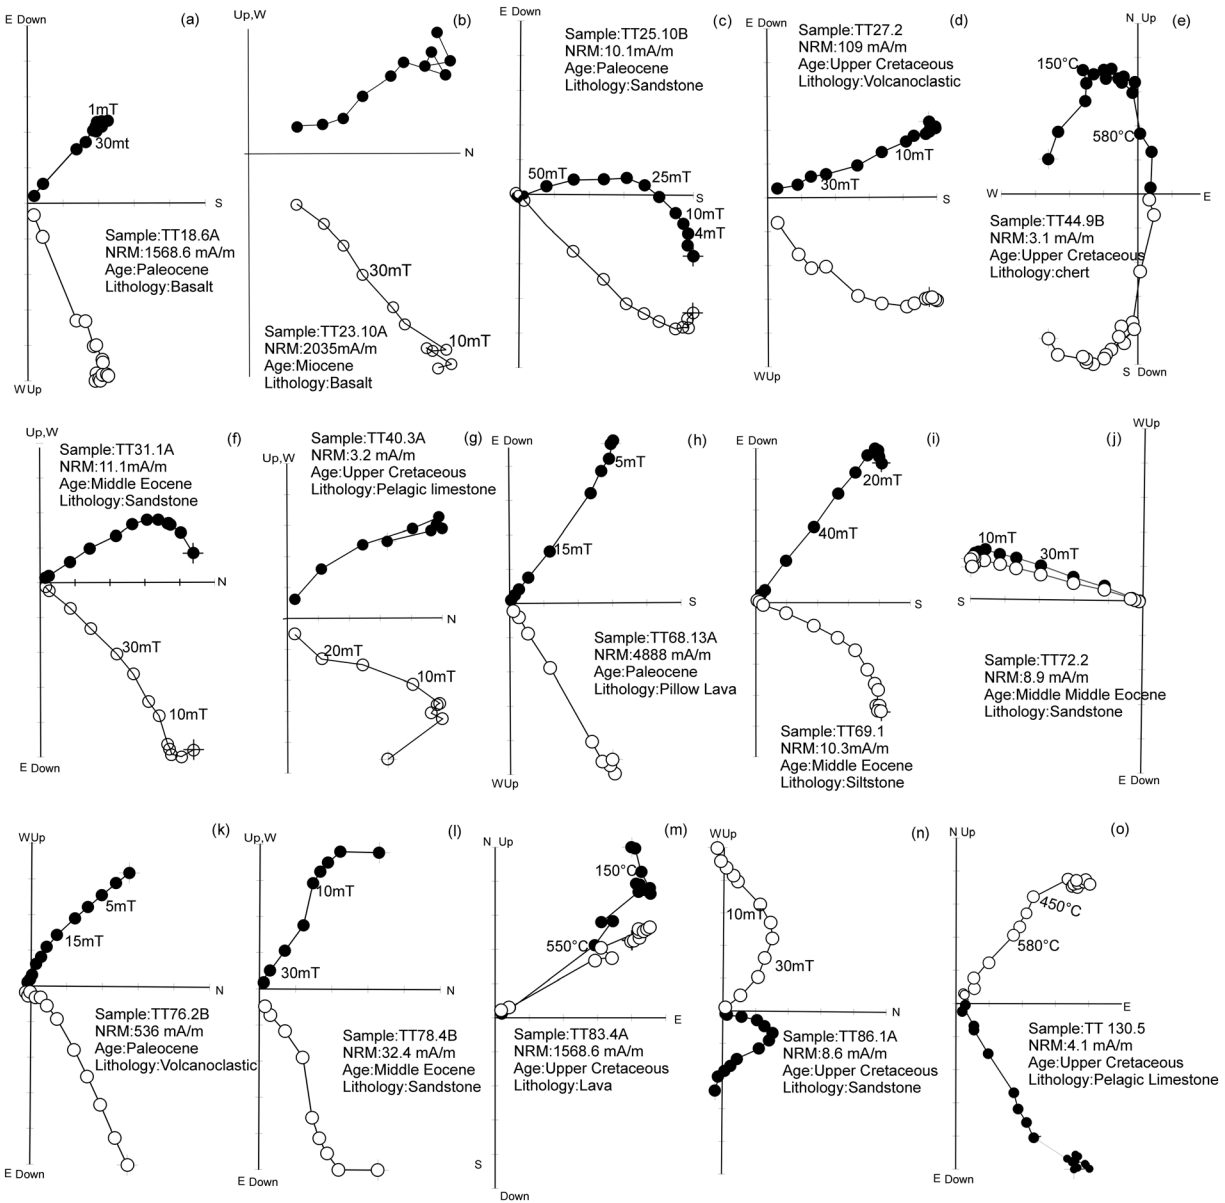 E Down
(a)
1mT
30mt
S
Sample:TT18.6A
NRM:1568.6 mA/m
Age:Paleocene
Lithology:Basalt
WUp
Up,W
(b)
N
30mT
10mT
Sample:TT23.10A
NRM:2035mA/m
Age:Miocene
Lithology:Basalt
E Down
(c)
Sample:TT25.10B
NRM:10.1mA/m
Age:Paleocene
Lithology:Sandstone
50mT
25mT
S
10mT
4mT
W Up
E Down
(d)
Sample:TT27.2
NRM:109 mA/m
Age:Upper Cretaceous
Lithology:Volcanoclastic
10mT
30mT
S
WUp
N Up
(e)
150°C
580°C
W
E
Sample:TT44.9B
NRM:3.1 mA/m
Age:Upper Cretaceous
Lithology:chert
S Down
Up,W
(f)
Sample:TT31.1A
NRM:11.1mA/m
Age:Middle Eocene
Lithology:Sandstone
N
30mT
10mT
E Down
(g)
Sample:TT40.3A
NRM:3.2 mA/m
Age:Upper Cretaceous
Lithology:Pelagic limestone
Up,W
N
20mT
10mT
E Down
(h)
5mT
15mT
S
Sample:TT68.13A
NRM:4888 mA/m
Age:Paleocene
Lithology:Pillow Lava
WUp
E Down
(i)
20mT
40mT
S
Sample:TT69.1
NRM:10.3mA/m
Age:Middle Eocene
Lithology:Siltstone
WUp
(j)
10mT
30mT
S
Sample:TT72.2
NRM:8.9 mA/m
Age:Middle Middle Eocene
Lithology:Sandstone
E Down
WUp
(k)
5mT
15mT
N
Sample:TT76.2B
NRM:536 mA/m
Age:Paleocene
Lithology:Volcanoclastic
E Down
Up,W
(l)
10mT
30mT
N
Sample:TT78.4B
NRM:32.4 mA/m
Age:Middle Eocene
Lithology:Sandstone
E Down
N Up
(m)
150°C
550°C
E
Sample:TT83.4A
NRM:1568.6 mA/m
Age:Upper Cretaceous
Lithology:Lava
S
Down
WUp
(n)
10mT
30mT
N
Sample:TT86.1A
NRM:8.6 mA/m
Age:Upper Cretaceous
Lithology:Sandstone
N Up
(o)
450°C
580°C
E
Sample:TT 130.5
NRM:4.1 mA/m
Age:Upper Cretaceous
Lithology:Pelagic Limestone
E Down